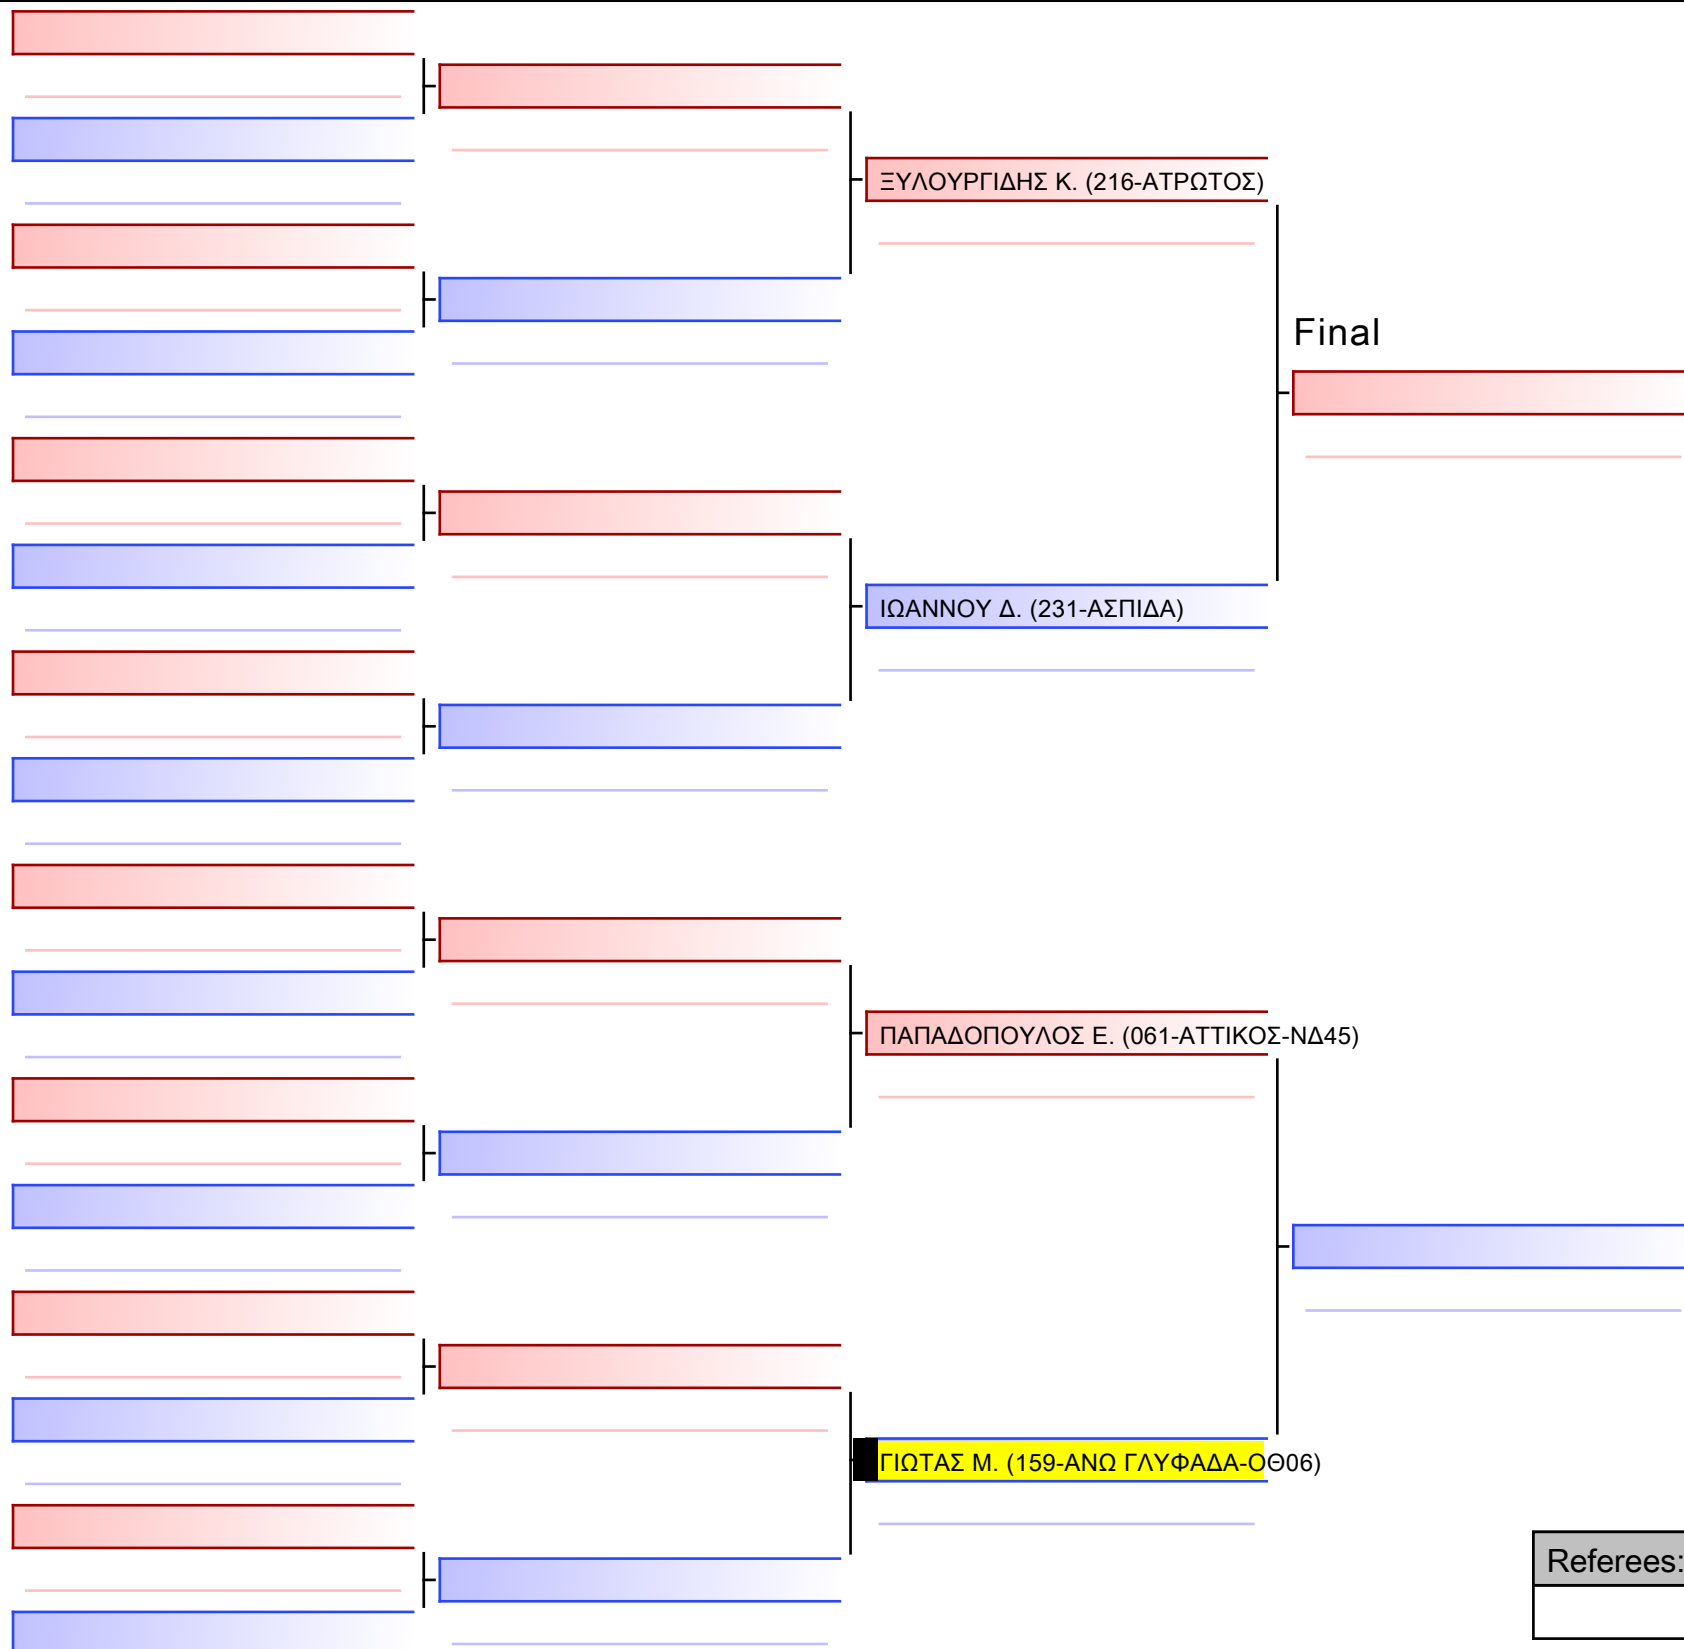 ΞΥΛΟΥΡΓΙΔΗΣ Κ. (216-ΑΤΡΩΤΟΣ)
Final
ΙΩΑΝΝΟΥ Δ. (231-ΑΣΠΙΔΑ)
ΠΑΠΑΔΟΠΟΥΛΟΣ Ε. (061-ΑΤΤΙΚΟΣ-ΝΔ45)
ΓΙΩΤΑΣ Μ. (159-ΑΝΩ ΓΛΥΦΑΔΑ-ΟΘ06)
Referees: